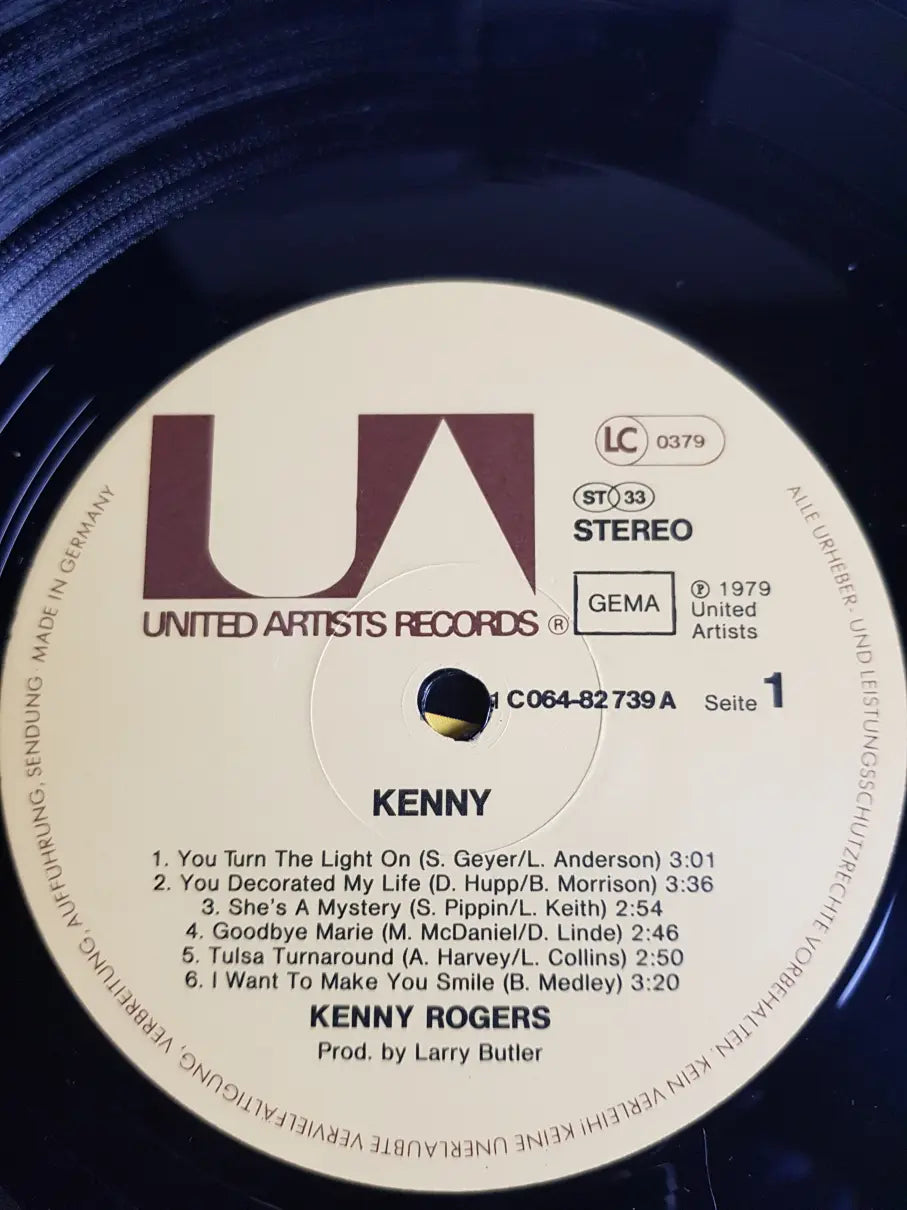 UA
LC 0379
ST 33
STEREO
UNITED ARTISTS RECORDS ®
GEMA
℗ 1979
United
Artists
1 C 064-82 739 A Seite 1
KENNY
1. You Turn The Light On (S. Geyer/L. Anderson) 3:01
2. You Decorated My Life (D. Hupp/B. Morrison) 3:36
3. She's A Mystery (S. Pippin/L. Keith) 2:54
4. Goodbye Marie (M. McDaniel/D. Linde) 2:46
5. Tulsa Turnaround (A. Harvey/L. Collins) 2:50
6. I Want To Make You Smile (B. Medley) 3:20
KENNY ROGERS
Prod. by Larry Butler
ALLE URHEBER- UND LEISTUNGSSCHUTZRECHTE VORBEHALTEN. KEIN VERLEIH! KEINE UNERLAUBTE VERVIELFÄLTIGUNG, VERBREITUNG, AUFFÜHRUNG, SENDUNG · MADE IN GERMANY